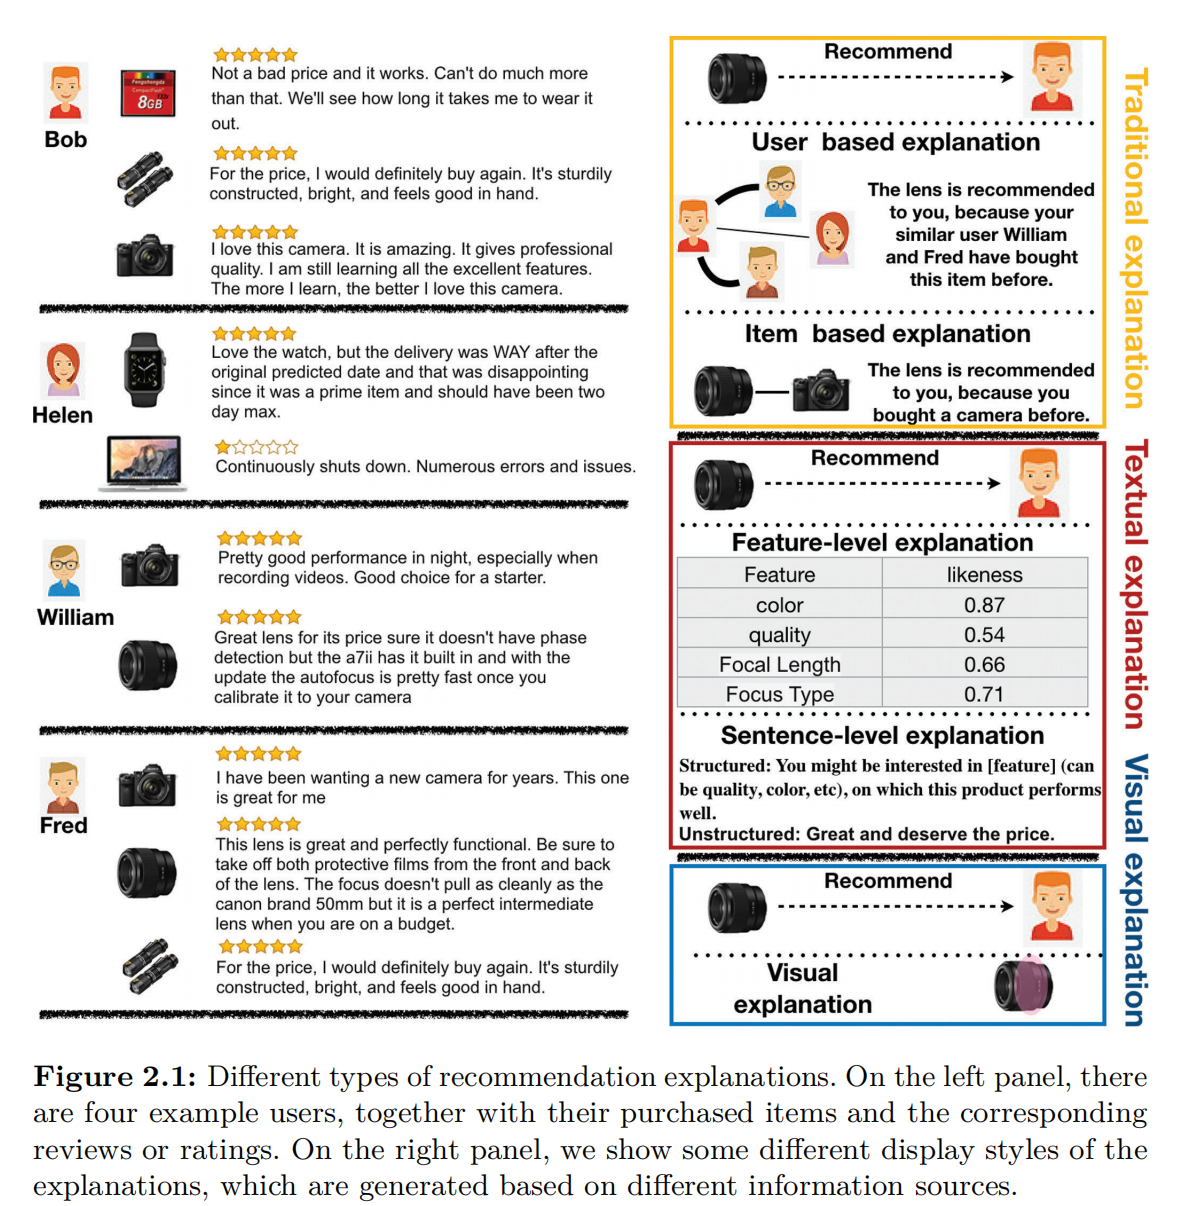 Bob
8GB
Not a bad price and it works. Can't do much more
than that. We'll see how long it takes me to wear it
out.
For the price, I would definitely buy again. It's sturdily
constructed, bright, and feels good in hand.
I love this camera. It is amazing. It gives professional
quality. I am still learning all the excellent features.
The more I learn, the better I love this camera.
Helen
Love the watch, but the delivery was WAY after the
original predicted date and that was disappointing
since it was a prime item and should have been two
day max.
Continuously shuts down. Numerous errors and issues.
William
Pretty good performance in night, especially when
recording videos. Good choice for a starter.
Great lens for its price sure it doesn't have phase
detection but the a7ii has it built in and with the
update the autofocus is pretty fast once you
calibrate it to your camera
Fred
I have been wanting a new camera for years. This one
is great for me
This lens is great and perfectly functional. Be sure to
take off both protective films from the front and back
of the lens. The focus doesn't pull as cleanly as the
canon brand 50mm but it is a perfect intermediate
lens when you are on a budget.
For the price, I would definitely buy again. It's sturdily
constructed, bright, and feels good in hand.
Recommend
User based explanation
The lens is recommended
to you, because your
similar user William
and Fred have bought
this item before.
Item based explanation
The lens is recommended
to you, because you
bought a camera before.
Traditional explanation
Recommend
Feature-level explanation
Feature likeness
color 0.87
quality 0.54
Focal Length 0.66
Focus Type 0.71
Sentence-level explanation
Structured: You might be interested in [feature] (can
be quality, color, etc), on which this product performs
well.
Unstructured: Great and deserve the price.
Textual explanation
Recommend
Visual
explanation
Visual explanation
Figure 2.1: Different types of recommendation explanations. On the left panel, there
are four example users, together with their purchased items and the corresponding
reviews or ratings. On the right panel, we show some different display styles of the
explanations, which are generated based on different information sources.